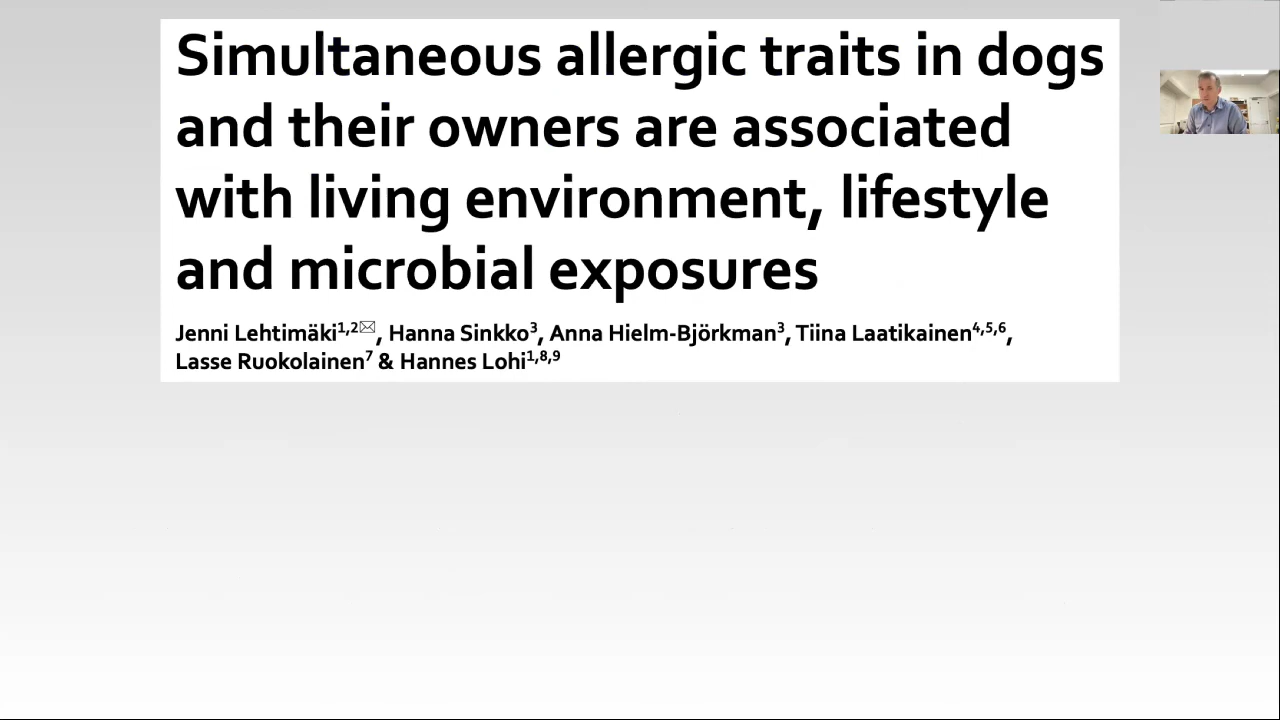 Simultaneous allergic traits in dogs
and their owners are associated
with living environment, lifestyle
and microbial exposures
Jenni Lehtimäki1,2✉, Hanna Sinkko3, Anna Hielm-Björkman3, Tiina Laatikainen4,5,6,
Lasse Ruokolainen7 & Hannes Lohi1,8,9